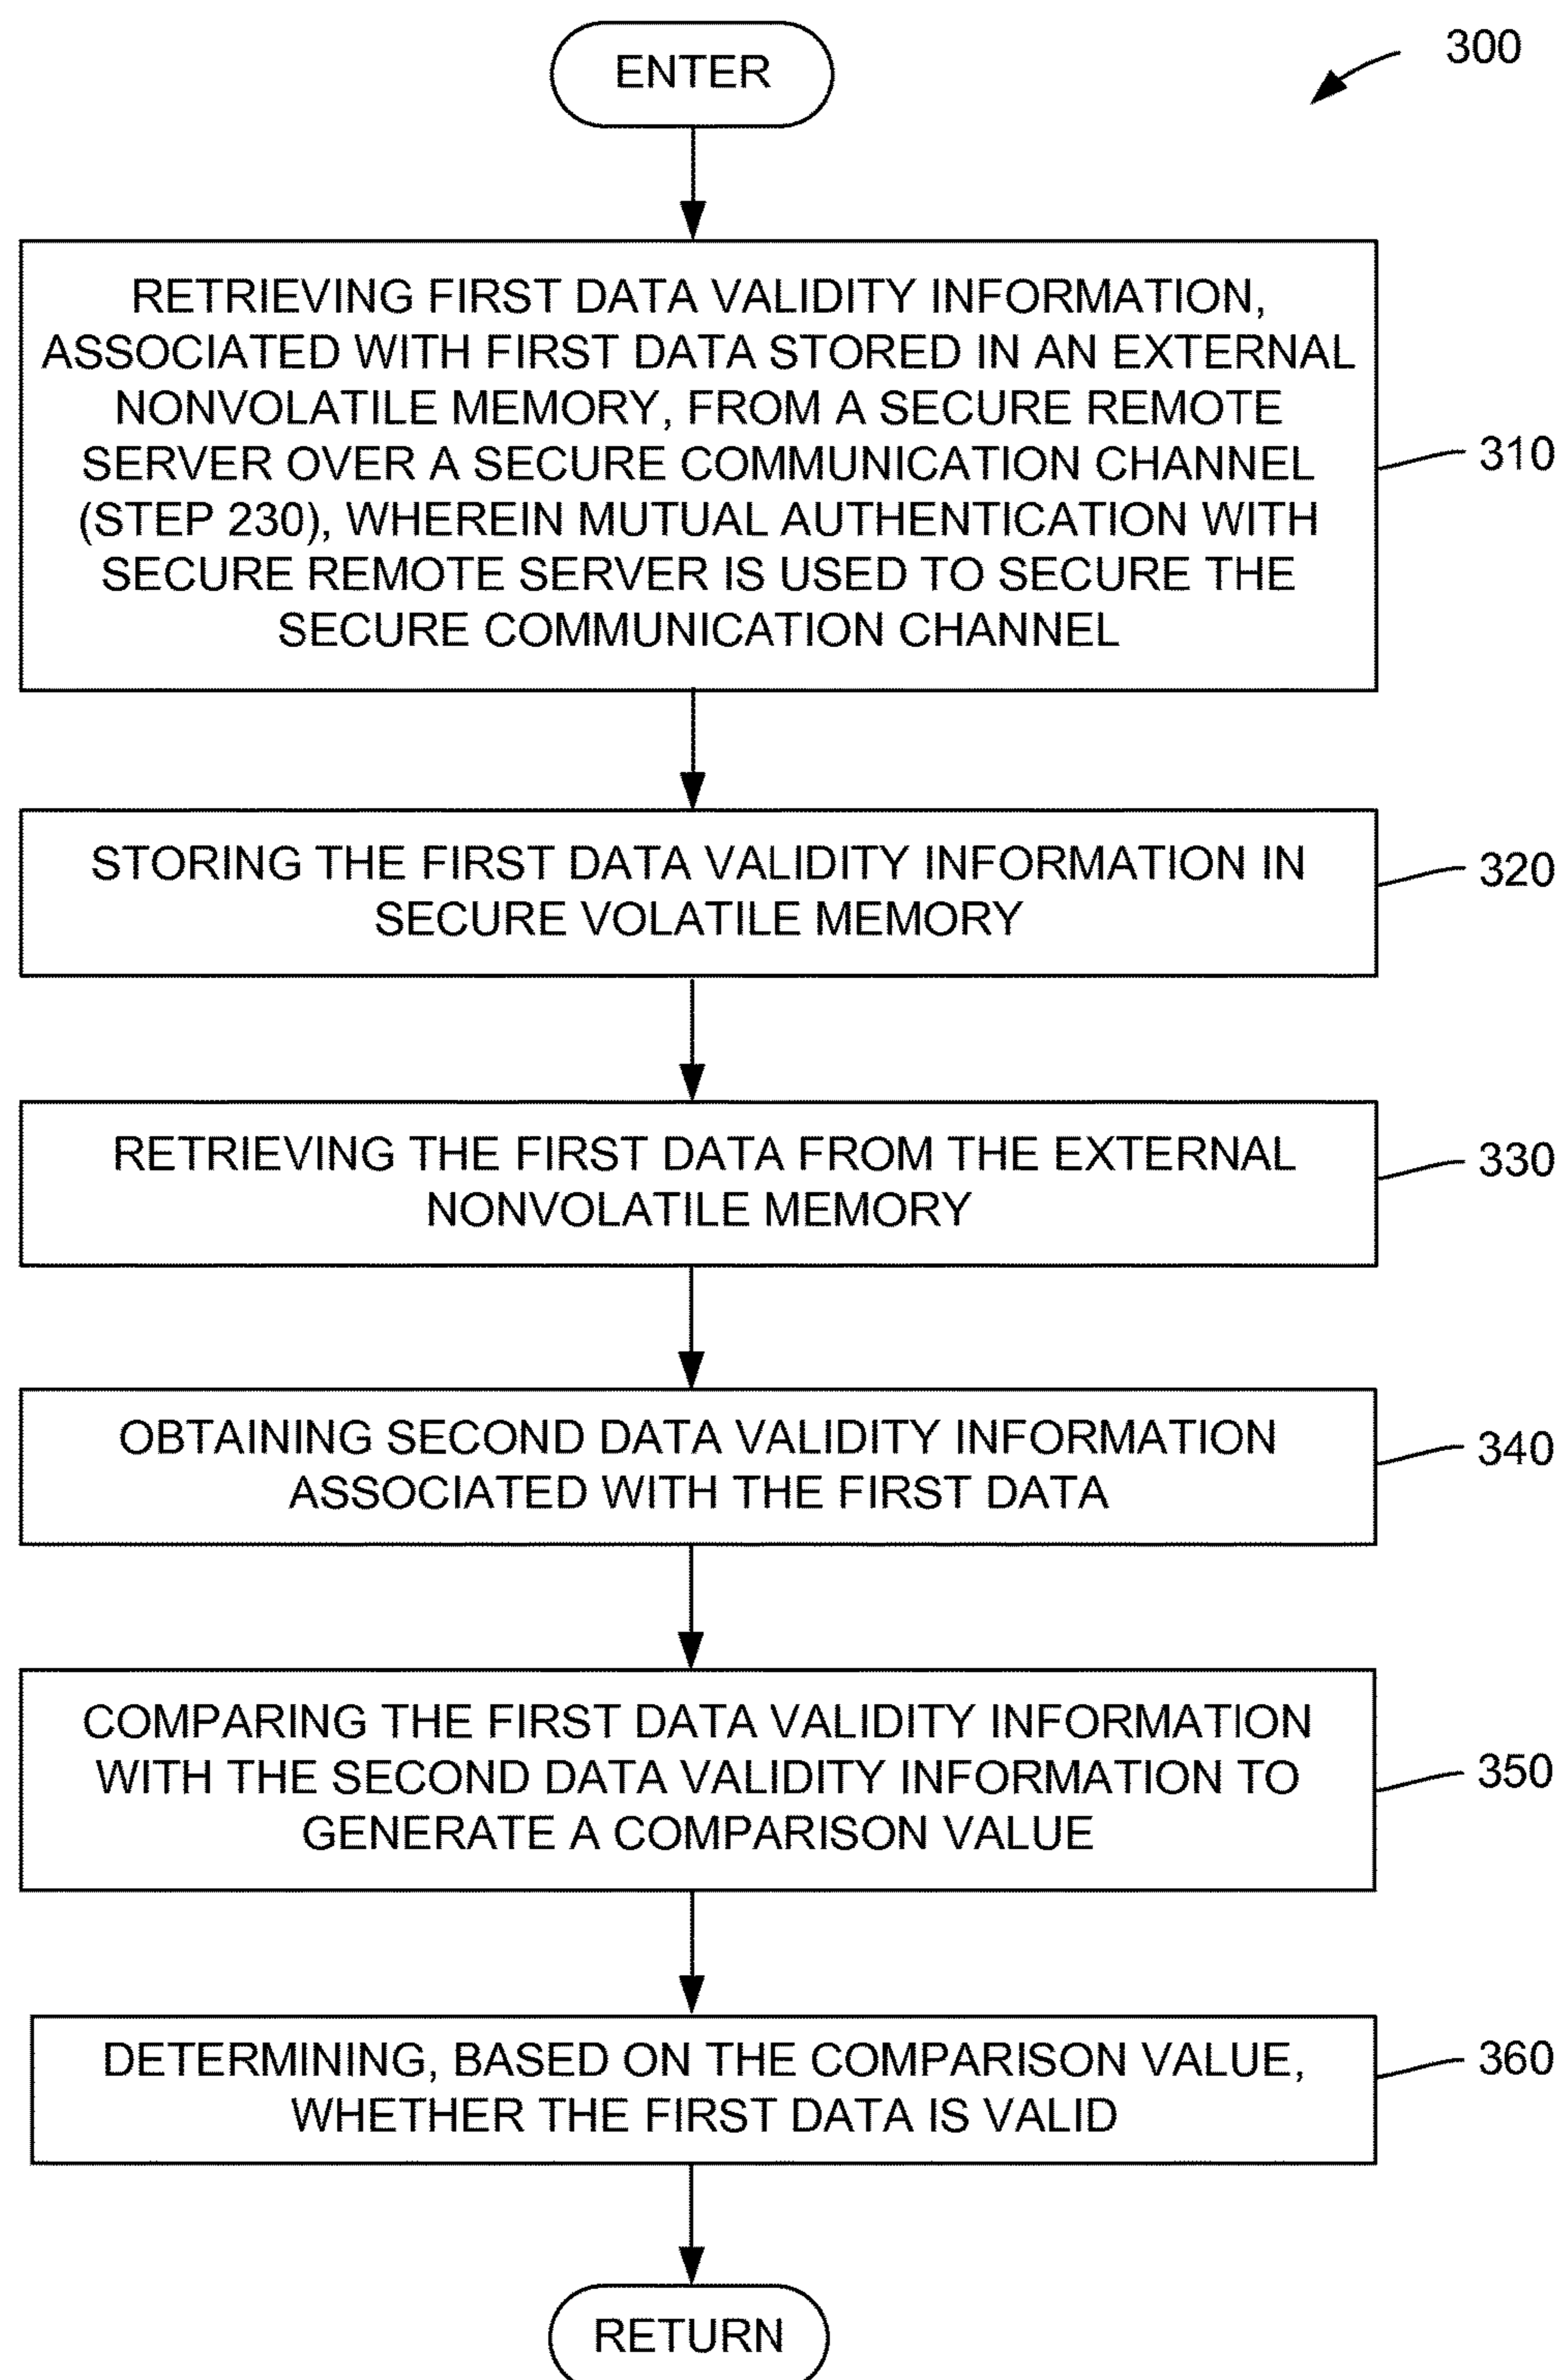 ENTER
300
RETRIEVING FIRST DATA VALIDITY INFORMATION,
ASSOCIATED WITH FIRST DATA STORED IN AN EXTERNAL
NONVOLATILE MEMORY, FROM A SECURE REMOTE
SERVER OVER A SECURE COMMUNICATION CHANNEL
(STEP 230), WHEREIN MUTUAL AUTHENTICATION WITH
SECURE REMOTE SERVER IS USED TO SECURE THE
SECURE COMMUNICATION CHANNEL
310
STORING THE FIRST DATA VALIDITY INFORMATION IN
SECURE VOLATILE MEMORY
320
RETRIEVING THE FIRST DATA FROM THE EXTERNAL
NONVOLATILE MEMORY
330
OBTAINING SECOND DATA VALIDITY INFORMATION
ASSOCIATED WITH THE FIRST DATA
340
COMPARING THE FIRST DATA VALIDITY INFORMATION
WITH THE SECOND DATA VALIDITY INFORMATION TO
GENERATE A COMPARISON VALUE
350
DETERMINING, BASED ON THE COMPARISON VALUE,
WHETHER THE FIRST DATA IS VALID
360
RETURN